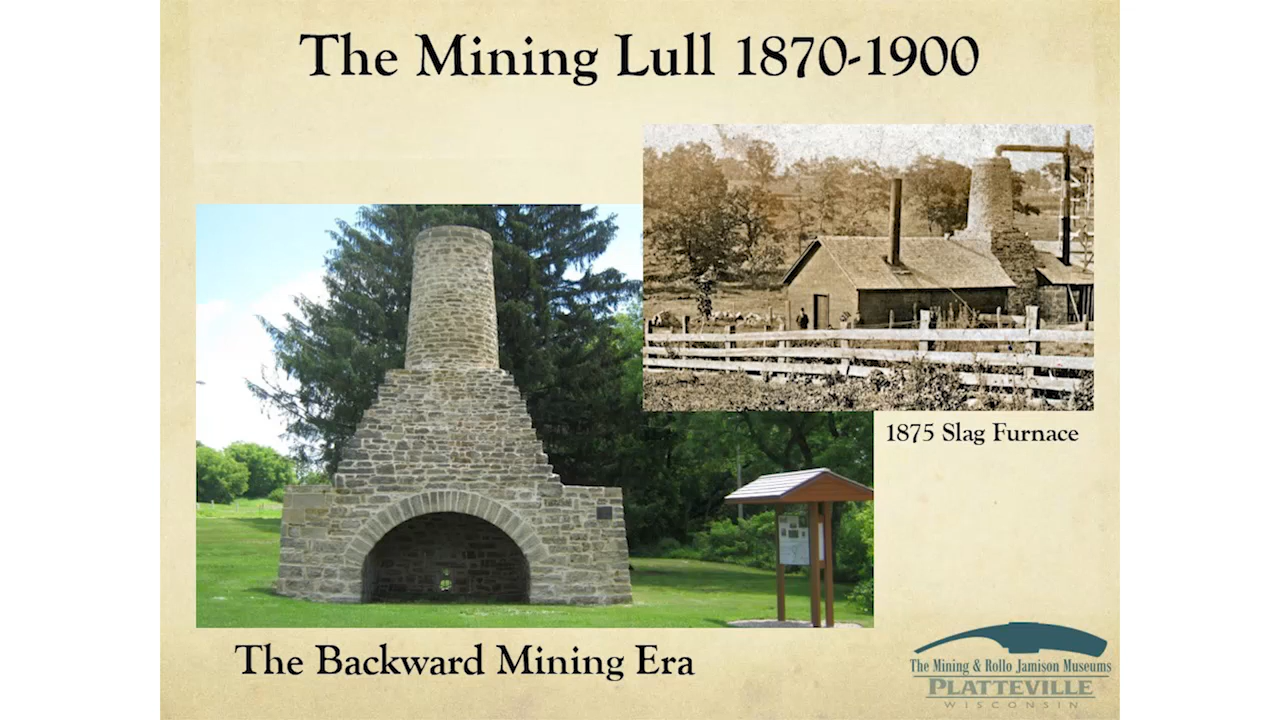 The Mining Lull 1870-1900
1875 Slag Furnace
The Backward Mining Era
The Mining & Rollo Jamison Museums
PLATTEVILLE
WISCONSIN